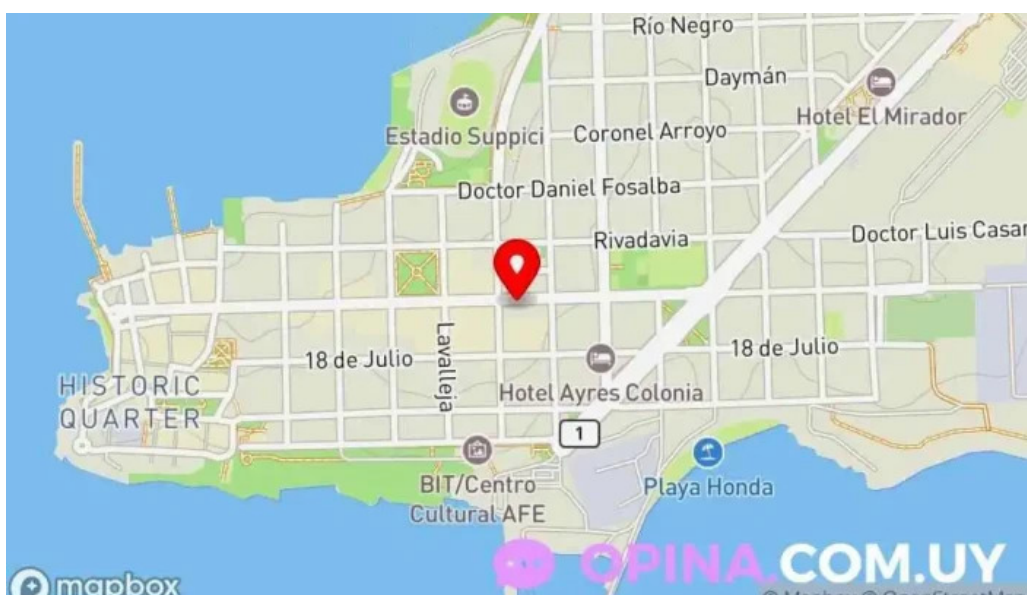 Río Negro
Daymán
Hotel El Mirador
Estadio Suppici
Coronel Arroyo
Doctor Daniel Fosalba
Rivadavia
Doctor Luis Casar
Lavalleja
18 de Julio
18 de Julio
HISTORIC
QUARTER
Hotel Ayres Colonia
1
BIT/Centro
Cultural AFE
Playa Honda
OPINA.COM.UY
mapbox
© Mapbox © OpenStreetMap